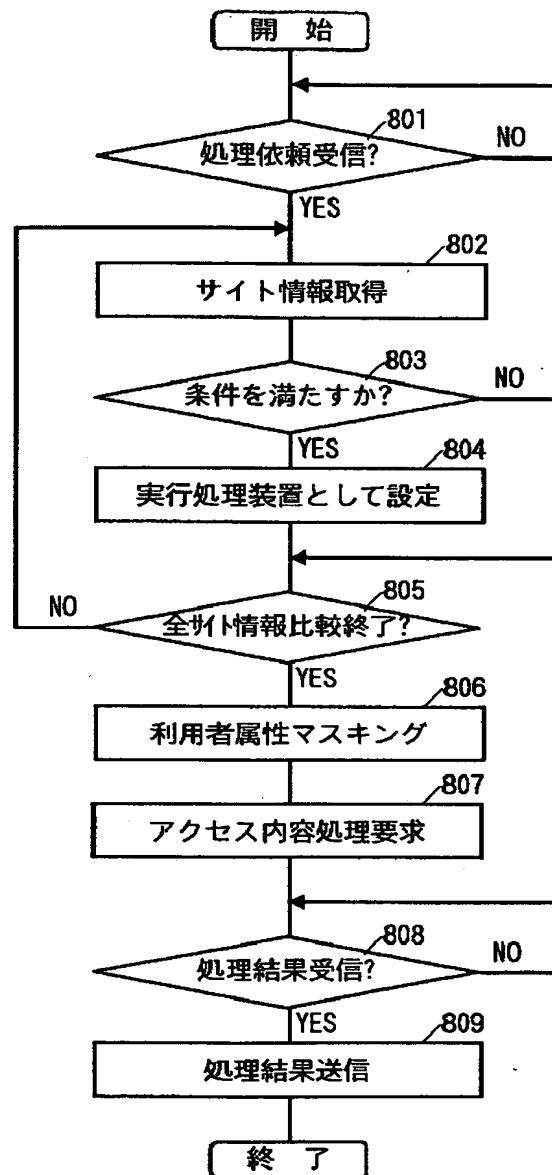 開 始
801
処理依頼受信?
NO
YES
802
サイト情報取得
803
条件を満たすか?
NO
YES
804
実行処理装置として設定
805
NO
全サイト情報比較終了?
YES
806
利用者属性マスキング
807
アクセス内容処理要求
808
処理結果受信?
NO
YES
809
処理結果送信
終 了